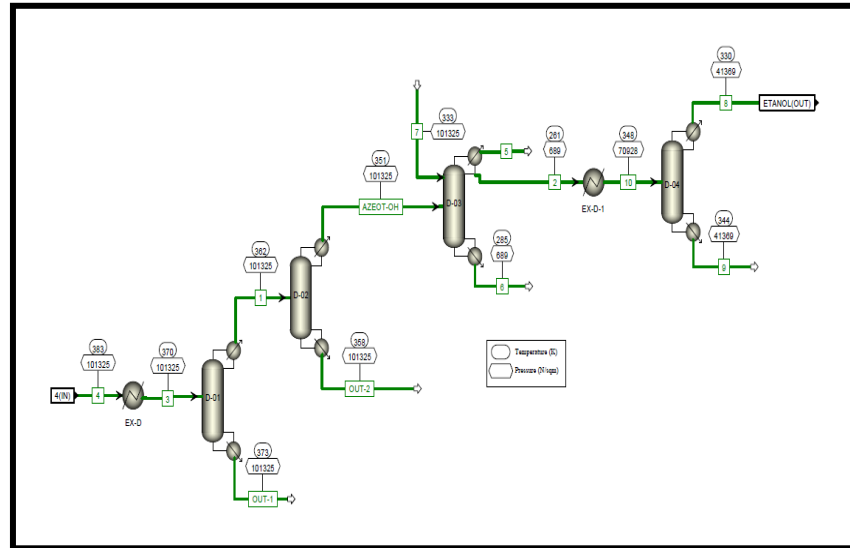 330
41369
8
ETANOL(OUT)
333
101325
7
261
689
348
70928
351
101325
5
2
10
EX-D-1
D-04
AZEOT-OH
D-03
344
41369
9
362
101325
285
689
6
1
D-02
Temperature (K)
Pressure (N/sqm)
383
101325
370
101325
358
101325
4(IN)
4
3
EX-D
D-01
OUT-2
373
101325
OUT-1